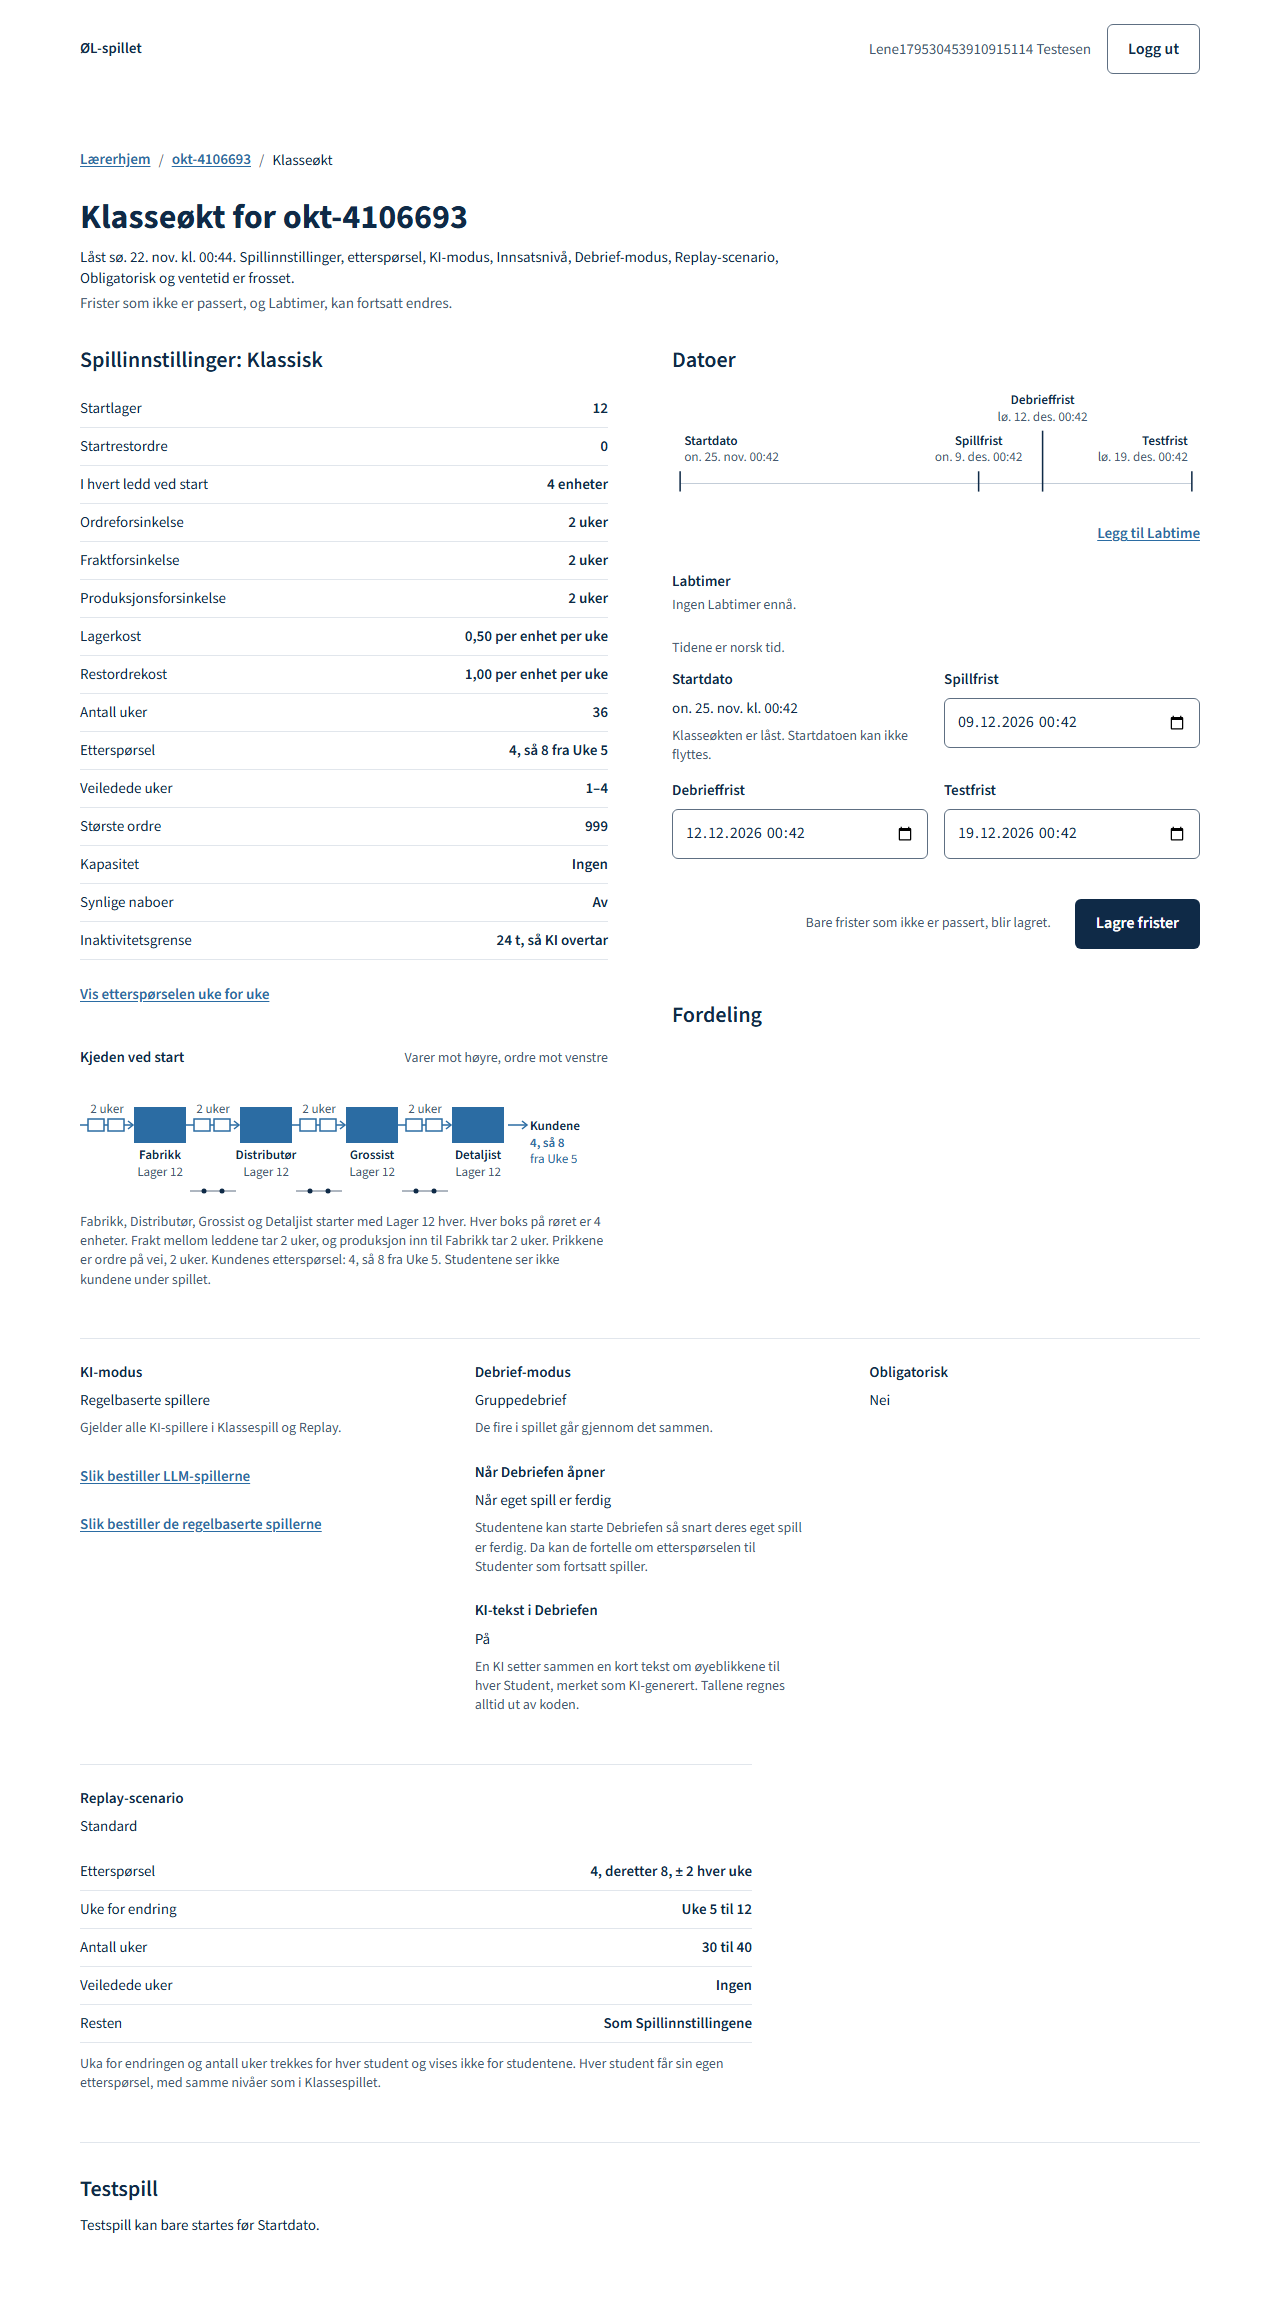 ØL-spillet
Lene179530453910915114 Testesen
Logg ut
Lærerhjem / okt-4106693 / Klasseøkt
Klasseøkt for okt-4106693
Låst sø. 22. nov. kl. 00:44. Spillinnstillinger, etterspørsel, KI-modus, Innsatsnivå, Debrief-modus, Replay-scenario,
Obligatorisk og ventetid er frosset.
Frister som ikke er passert, og Labtimer, kan fortsatt endres.
Spillinnstillinger: Klassisk
Startlager 12
Startrestordre 0
I hvert ledd ved start 4 enheter
Ordreforsinkelse 2 uker
Fraktforsinkelse 2 uker
Produksjonsforsinkelse 2 uker
Lagerkost 0,50 per enhet per uke
Restordrekost 1,00 per enhet per uke
Antall uker 36
Etterspørsel 4, så 8 fra Uke 5
Veiledede uker 1–4
Største ordre 999
Kapasitet Ingen
Synlige naboer Av
Inaktivitetsgrense 24 t, så KI overtar
Vis etterspørselen uke for uke
Kjeden ved start Varer mot høyre, ordre mot venstre
2 uker 2 uker 2 uker 2 uker
Kundene
4, så 8
fra Uke 5
Fabrikk Distributør Grossist Detaljist
Lager 12 Lager 12 Lager 12 Lager 12
Fabrikk, Distributør, Grossist og Detaljist starter med Lager 12 hver. Hver boks på røret er 4
enheter. Frakt mellom leddene tar 2 uker, og produksjon inn til Fabrikk tar 2 uker. Prikkene
er ordre på vei, 2 uker. Kundenes etterspørsel: 4, så 8 fra Uke 5. Studentene ser ikke
kundene under spillet.
Datoer
Debrieffrist
lø. 12. des. 00:42
Startdato Spillfrist Testfrist
on. 25. nov. 00:42 on. 9. des. 00:42 lø. 19. des. 00:42
Legg til Labtime
Labtimer
Ingen Labtimer ennå.
Tidene er norsk tid.
Startdato
on. 25. nov. kl. 00:42
Klasseøkten er låst. Startdatoen kan ikke
flyttes.
Spillfrist
09.12.2026 00:42
Debrieffrist
12.12.2026 00:42
Testfrist
19.12.2026 00:42
Bare frister som ikke er passert, blir lagret.
Lagre frister
Fordeling
KI-modus
Regelbaserte spillere
Gjelder alle KI-spillere i Klassespill og Replay.
Slik bestiller LLM-spillerne
Slik bestiller de regelbaserte spillerne
Debrief-modus
Gruppedebrief
De fire i spillet går gjennom det sammen.
Når Debriefen åpner
Når eget spill er ferdig
Studentene kan starte Debriefen så snart deres eget spill
er ferdig. Da kan de fortelle om etterspørselen til
Studenter som fortsatt spiller.
KI-tekst i Debriefen
På
En KI setter sammen en kort tekst om øyeblikkene til
hver Student, merket som KI-generert. Tallene regnes
alltid ut av koden.
Obligatorisk
Nei
Replay-scenario
Standard
Etterspørsel 4, deretter 8, ± 2 hver uke
Uke for endring Uke 5 til 12
Antall uker 30 til 40
Veiledede uker Ingen
Resten Som Spillinnstillingene
Uka for endringen og antall uker trekkes for hver student og vises ikke for studentene. Hver student får sin egen
etterspørsel, med samme nivåer som i Klassespillet.
Testspill
Testspill kan bare startes før Startdato.